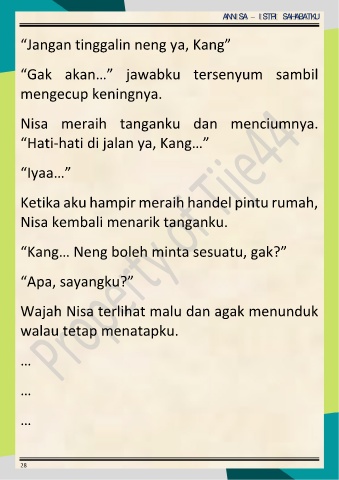 ANNISA – ISTRI SAHABATKU
“Jangan tinggalin neng ya, Kang”
“Gak akan…” jawabku tersenyum sambil
mengecup keningnya.
Nisa meraih tanganku dan menciumnya.
“Hati-hati di jalan ya, Kang…”
“Iyaa…”
Ketika aku hampir meraih handel pintu rumah,
Nisa kembali menarik tanganku.
“Kang… Neng boleh minta sesuatu, gak?”
“Apa, sayangku?”
Wajah Nisa terlihat malu dan agak menunduk
walau tetap menatapku.
…
…
…
Property of Tije44
28